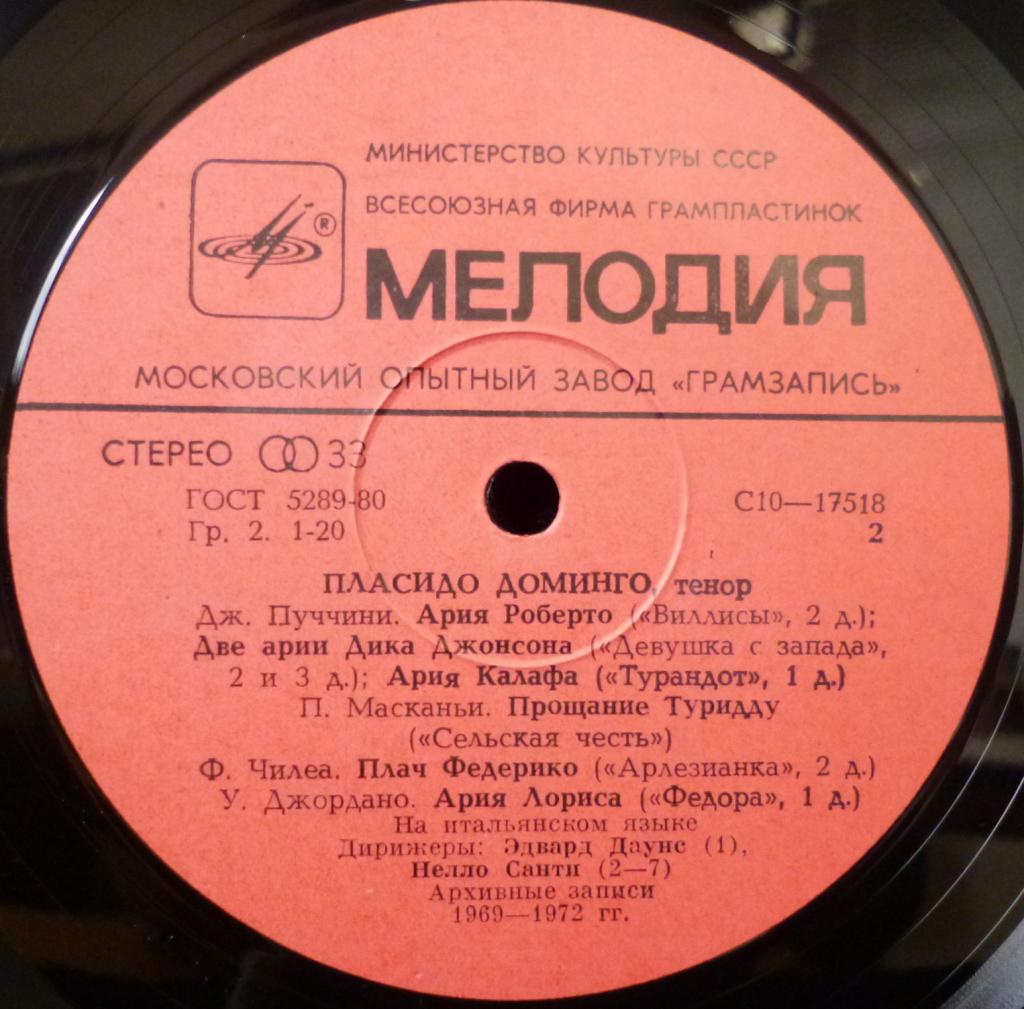 МИНИСТЕРСТВО КУЛЬТУРЫ СССР
ВСЕСОЮЗНАЯ ФИРМА ГРАМПЛАСТИНОК
®
МЕЛОДИЯ
МОСКОВСКИЙ ОПЫТНЫЙ ЗАВОД «ГРАМЗАПИСЬ»
СТЕРЕО 33
ГОСТ 5289-80 С10—17518
Гр. 2. 1-20 2
ПЛАСИДО ДОМИНГО, тенор
Дж. Пуччини. Ария Роберто («Виллисы», 2 д.);
Две арии Дика Джонсона («Девушка с запада»,
2 и 3 д.); Ария Калафа («Турандот», 1 д.)
П. Масканьи. Прощание Туридду
(«Сельская честь»)
Ф. Чилеа. Плач Федерико («Арлезианка», 2 д.)
У. Джордано. Ария Лориса («Федора», 1 д.)
На итальянском языке
Дирижеры: Эдвард Даунс (1),
Нелло Санти (2—7)
Архивные записи
1969—1972 гг.